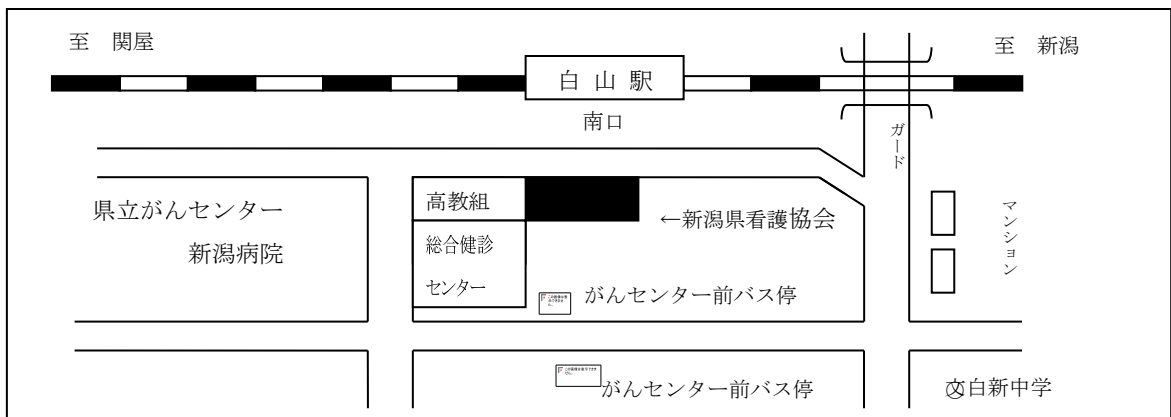 至 関屋
至 新潟
白山駅
南口
ガード
高教組
県立がんセンター
新潟病院
←新潟県看護協会
マンション
総合健診
センター
がんセンター前バス停
がんセンター前バス停
文白新中学